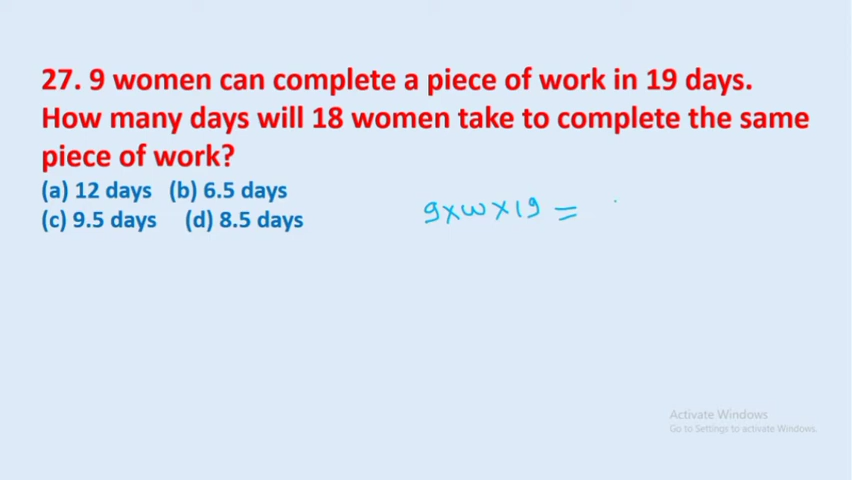 27. 9 women can complete a piece of work in 19 days.
How many days will 18 women take to complete the same
piece of work?
(a) 12 days (b) 6.5 days
(c) 9.5 days (d) 8.5 days
9×w×19 =
Activate Windows
Go to Settings to activate Windows.